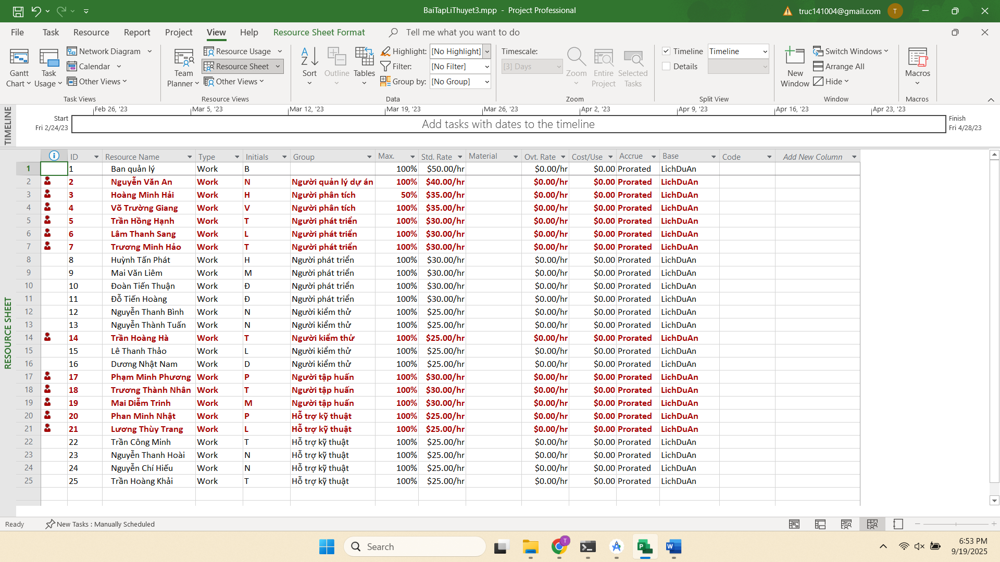 BaiTapLiThuyet3.mpp - Project Professional
truc141004@gmail.com
T
File Task Resource Report Project View Help Resource Sheet Format Tell me what you want to do
Gantt Chart
Task Usage
Network Diagram
Calendar
Other Views
Task Views
Team Planner
Resource Usage
Resource Sheet
Other Views
Resource Views
Sort
Outline
Tables
Highlight: [No Highlight]
Filter: [No Filter]
Group by: [No Group]
Data
Timescale:
[3] Days
Zoom
Entire Project
Selected Tasks
Zoom
Timeline Timeline
Details
Split View
New Window
Switch Windows
Arrange All
Hide
Window
Macros
Macros
TIMELINE
Feb 26, '23 Mar 5, '23 Mar 12, '23 Mar 19, '23 Mar 26, '23 Apr 2, '23 Apr 9, '23 Apr 16, '23 Apr 23, '23
Start
Fri 2/24/23
Add tasks with dates to the timeline
Finish
Fri 4/28/23
RESOURCE SHEET
ID Resource Name Type Initials Group Max. Std. Rate Material Ovt. Rate Cost/Use Accrue Base Code Add New Column
1 1 Ban quản lý Work B 100% $50.00/hr $0.00/hr $0.00 Prorated LichDuAn
2 2 Nguyễn Văn An Work N Người quản lý dự án 100% $40.00/hr $0.00/hr $0.00 Prorated LichDuAn
3 3 Hoàng Minh Hải Work H Người phân tích 50% $35.00/hr $0.00/hr $0.00 Prorated LichDuAn
4 4 Võ Trường Giang Work V Người phân tích 100% $35.00/hr $0.00/hr $0.00 Prorated LichDuAn
5 5 Trần Hồng Hạnh Work T Người phát triển 100% $30.00/hr $0.00/hr $0.00 Prorated LichDuAn
6 6 Lâm Thanh Sang Work L Người phát triển 100% $30.00/hr $0.00/hr $0.00 Prorated LichDuAn
7 7 Trương Minh Hảo Work T Người phát triển 100% $30.00/hr $0.00/hr $0.00 Prorated LichDuAn
8 8 Huỳnh Tấn Phát Work H Người phát triển 100% $30.00/hr $0.00/hr $0.00 Prorated LichDuAn
9 9 Mai Văn Liêm Work M Người phát triển 100% $30.00/hr $0.00/hr $0.00 Prorated LichDuAn
10 10 Đoàn Tiến Thuận Work Đ Người phát triển 100% $30.00/hr $0.00/hr $0.00 Prorated LichDuAn
11 11 Đỗ Tiến Hoàng Work Đ Người phát triển 100% $30.00/hr $0.00/hr $0.00 Prorated LichDuAn
12 12 Nguyễn Thanh Bình Work N Người kiểm thử 100% $25.00/hr $0.00/hr $0.00 Prorated LichDuAn
13 13 Nguyễn Thành Tuấn Work N Người kiểm thử 100% $25.00/hr $0.00/hr $0.00 Prorated LichDuAn
14 14 Trần Hoàng Hà Work T Người kiểm thử 100% $25.00/hr $0.00/hr $0.00 Prorated LichDuAn
15 15 Lê Thanh Thảo Work L Người kiểm thử 100% $25.00/hr $0.00/hr $0.00 Prorated LichDuAn
16 16 Dương Nhật Nam Work D Người kiểm thử 100% $25.00/hr $0.00/hr $0.00 Prorated LichDuAn
17 17 Phạm Minh Phương Work P Người tập huấn 100% $30.00/hr $0.00/hr $0.00 Prorated LichDuAn
18 18 Trương Thành Nhân Work T Người tập huấn 100% $30.00/hr $0.00/hr $0.00 Prorated LichDuAn
19 19 Mai Diễm Trinh Work M Người tập huấn 100% $30.00/hr $0.00/hr $0.00 Prorated LichDuAn
20 20 Phan Minh Nhật Work P Hỗ trợ kỹ thuật 100% $25.00/hr $0.00/hr $0.00 Prorated LichDuAn
21 21 Lương Thùy Trang Work L Hỗ trợ kỹ thuật 100% $25.00/hr $0.00/hr $0.00 Prorated LichDuAn
22 22 Trần Công Minh Work T Hỗ trợ kỹ thuật 100% $25.00/hr $0.00/hr $0.00 Prorated LichDuAn
23 23 Nguyễn Thanh Hoài Work N Hỗ trợ kỹ thuật 100% $25.00/hr $0.00/hr $0.00 Prorated LichDuAn
24 24 Nguyễn Chí Hiếu Work N Hỗ trợ kỹ thuật 100% $25.00/hr $0.00/hr $0.00 Prorated LichDuAn
25 25 Trần Hoàng Khải Work T Hỗ trợ kỹ thuật 100% $25.00/hr $0.00/hr $0.00 Prorated LichDuAn
Ready New Tasks : Manually Scheduled
Search
6:53 PM
9/19/2025